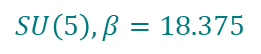 SU(5), β = 18.375